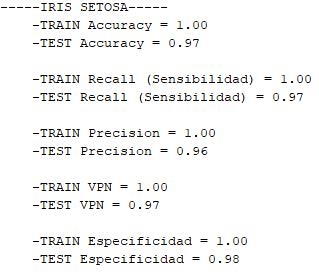 -----IRIS SETOSA-----
-TRAIN Accuracy = 1.00
-TEST Accuracy = 0.97
-TRAIN Recall (Sensibilidad) = 1.00
-TEST Recall (Sensibilidad) = 0.97
-TRAIN Precision = 1.00
-TEST Precision = 0.96
-TRAIN VPN = 1.00
-TEST VPN = 0.97
-TRAIN Especificidad = 1.00
-TEST Especificidad = 0.98